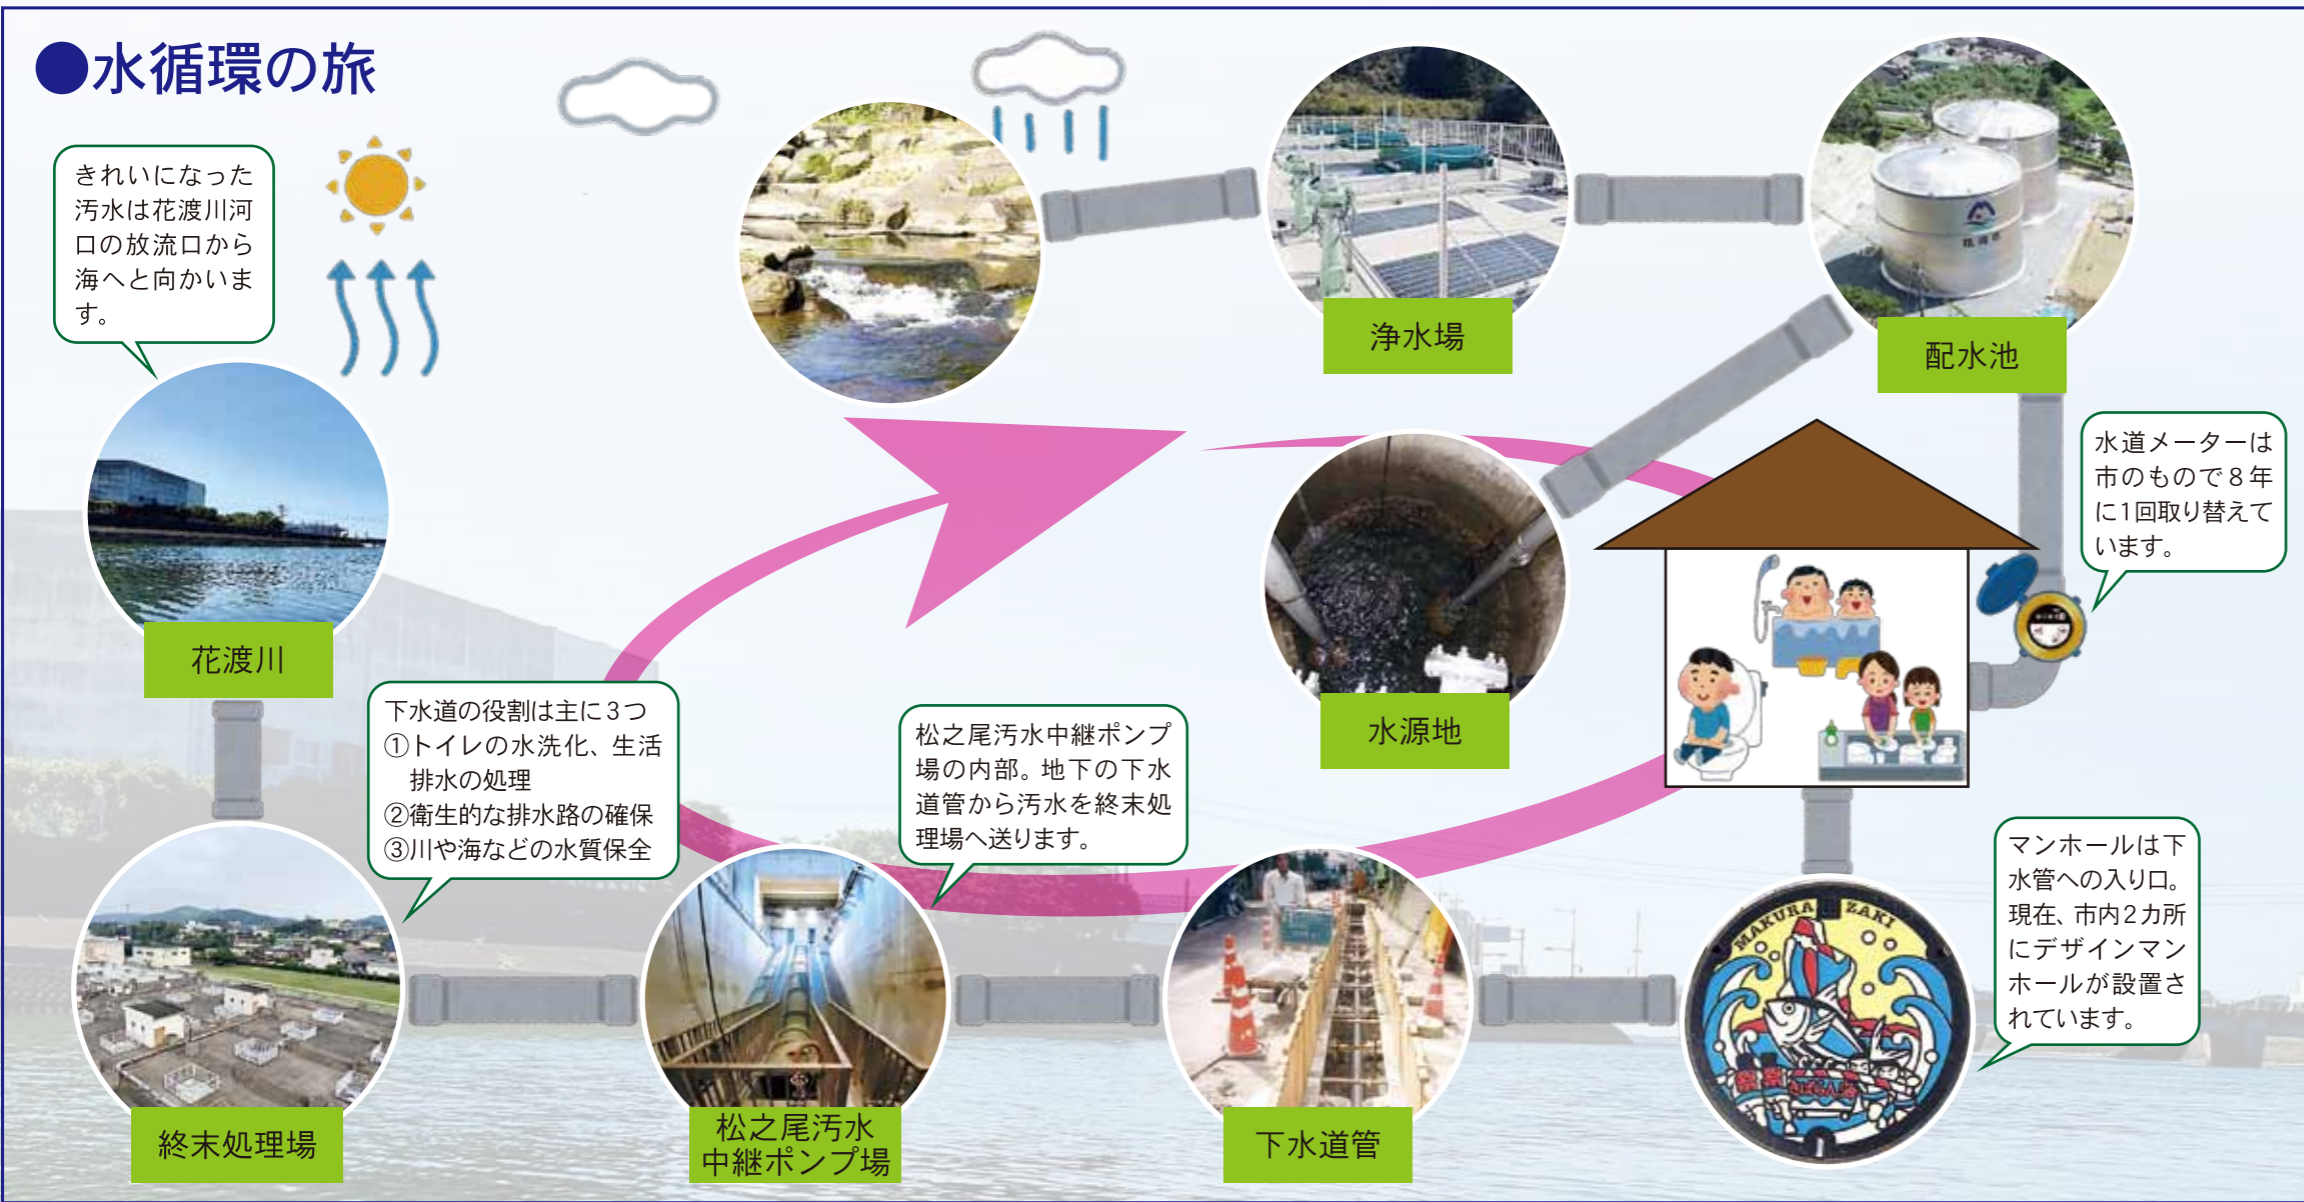 ●水循環の旅
きれいになった
汚水は花渡川河
口の放流口から
海へと向かいま
す。
浄水場
配水池
水道メーターは
市のもので８年
に1回取り替えて
います。
花渡川
水源地
下水道の役割は主に3つ
①トイレの水洗化、生活
排水の処理
②衛生的な排水路の確保
③川や海などの水質保全
松之尾汚水中継ポンプ
場の内部。地下の下水
道管から汚水を終末処
理場へ送ります。
マンホールは下
水管への入り口。
現在、市内2カ所
にデザインマン
ホールが設置さ
れています。
MAKURAZAKI
終末処理場
松之尾汚水
中継ポンプ場
下水道管